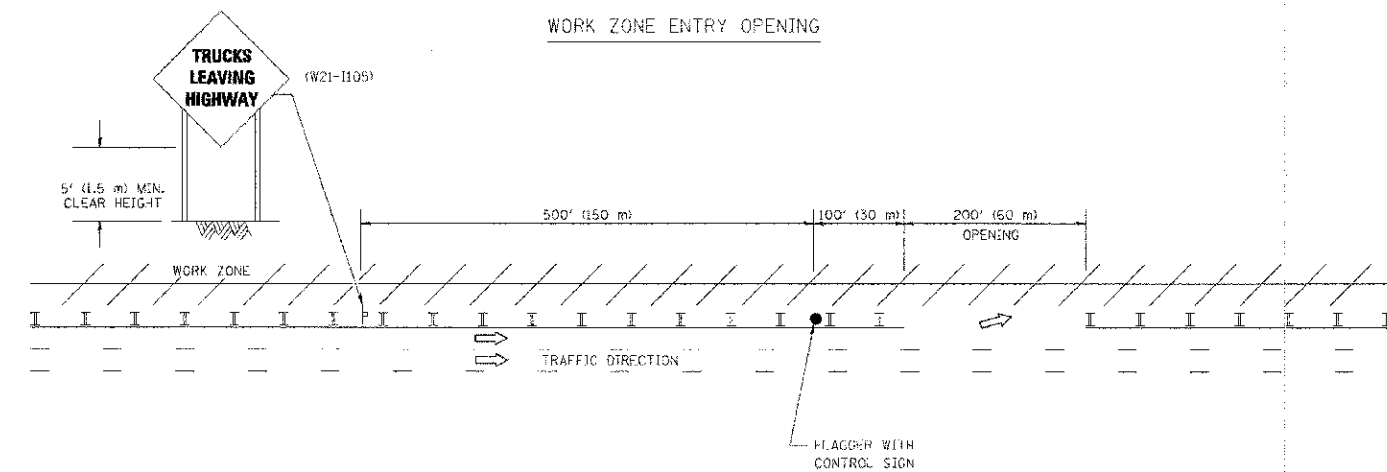 WORK ZONE ENTRY OPENING
TRUCKS
LEAVING
HIGHWAY
(W21-I105)
5' (1.5 m) MIN.
CLEAR HEIGHT
500' (150 m)
100' (30 m)
200' (60 m)
OPENING
WORK ZONE
TRAFFIC DIRECTION
FLAGGER WITH
CONTROL SIGN